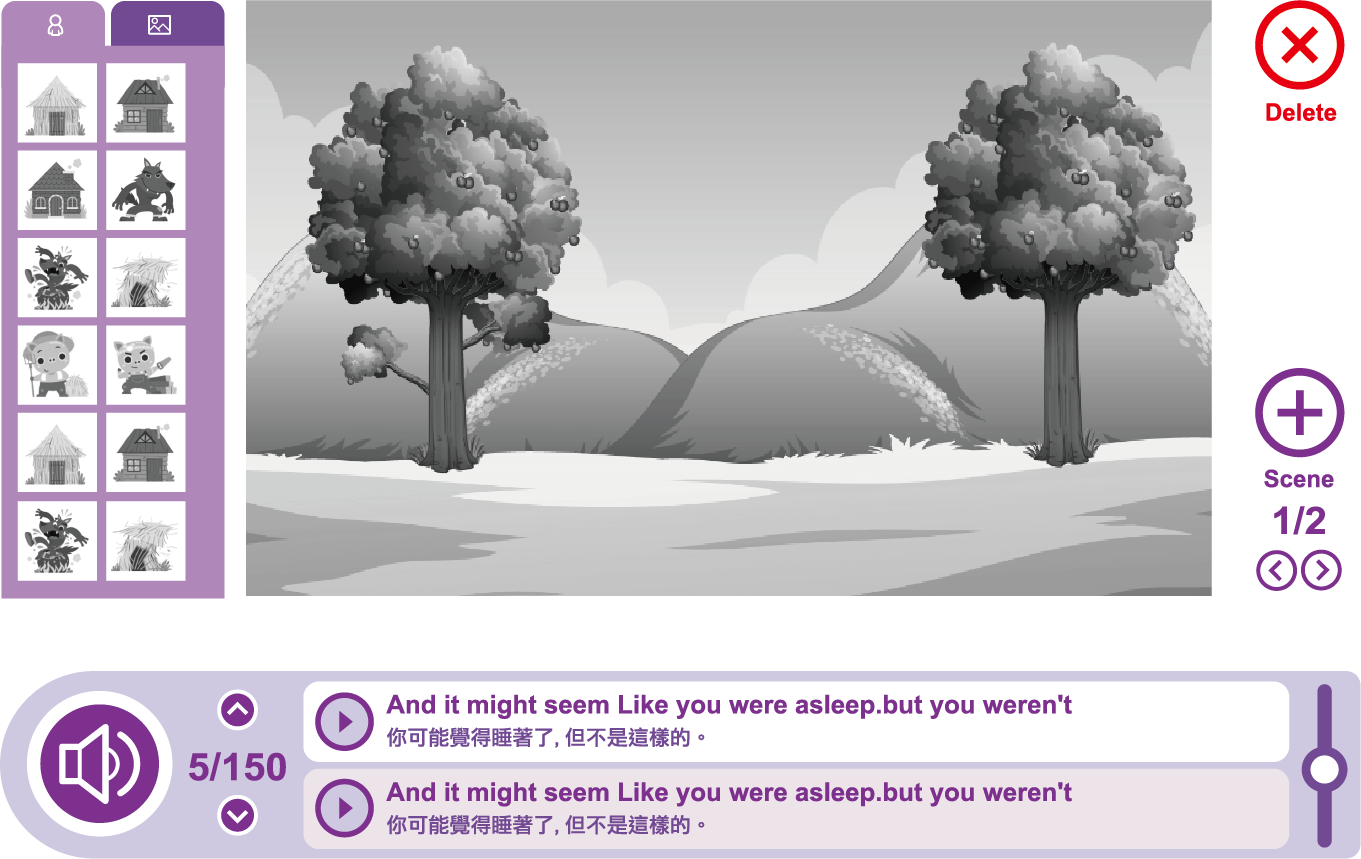 Delete
Scene
1/2
5/150
And it might seem Like you were asleep.but you weren't
你可能覺得睡著了, 但不是這樣的。
And it might seem Like you were asleep.but you weren't
你可能覺得睡著了, 但不是這樣的。